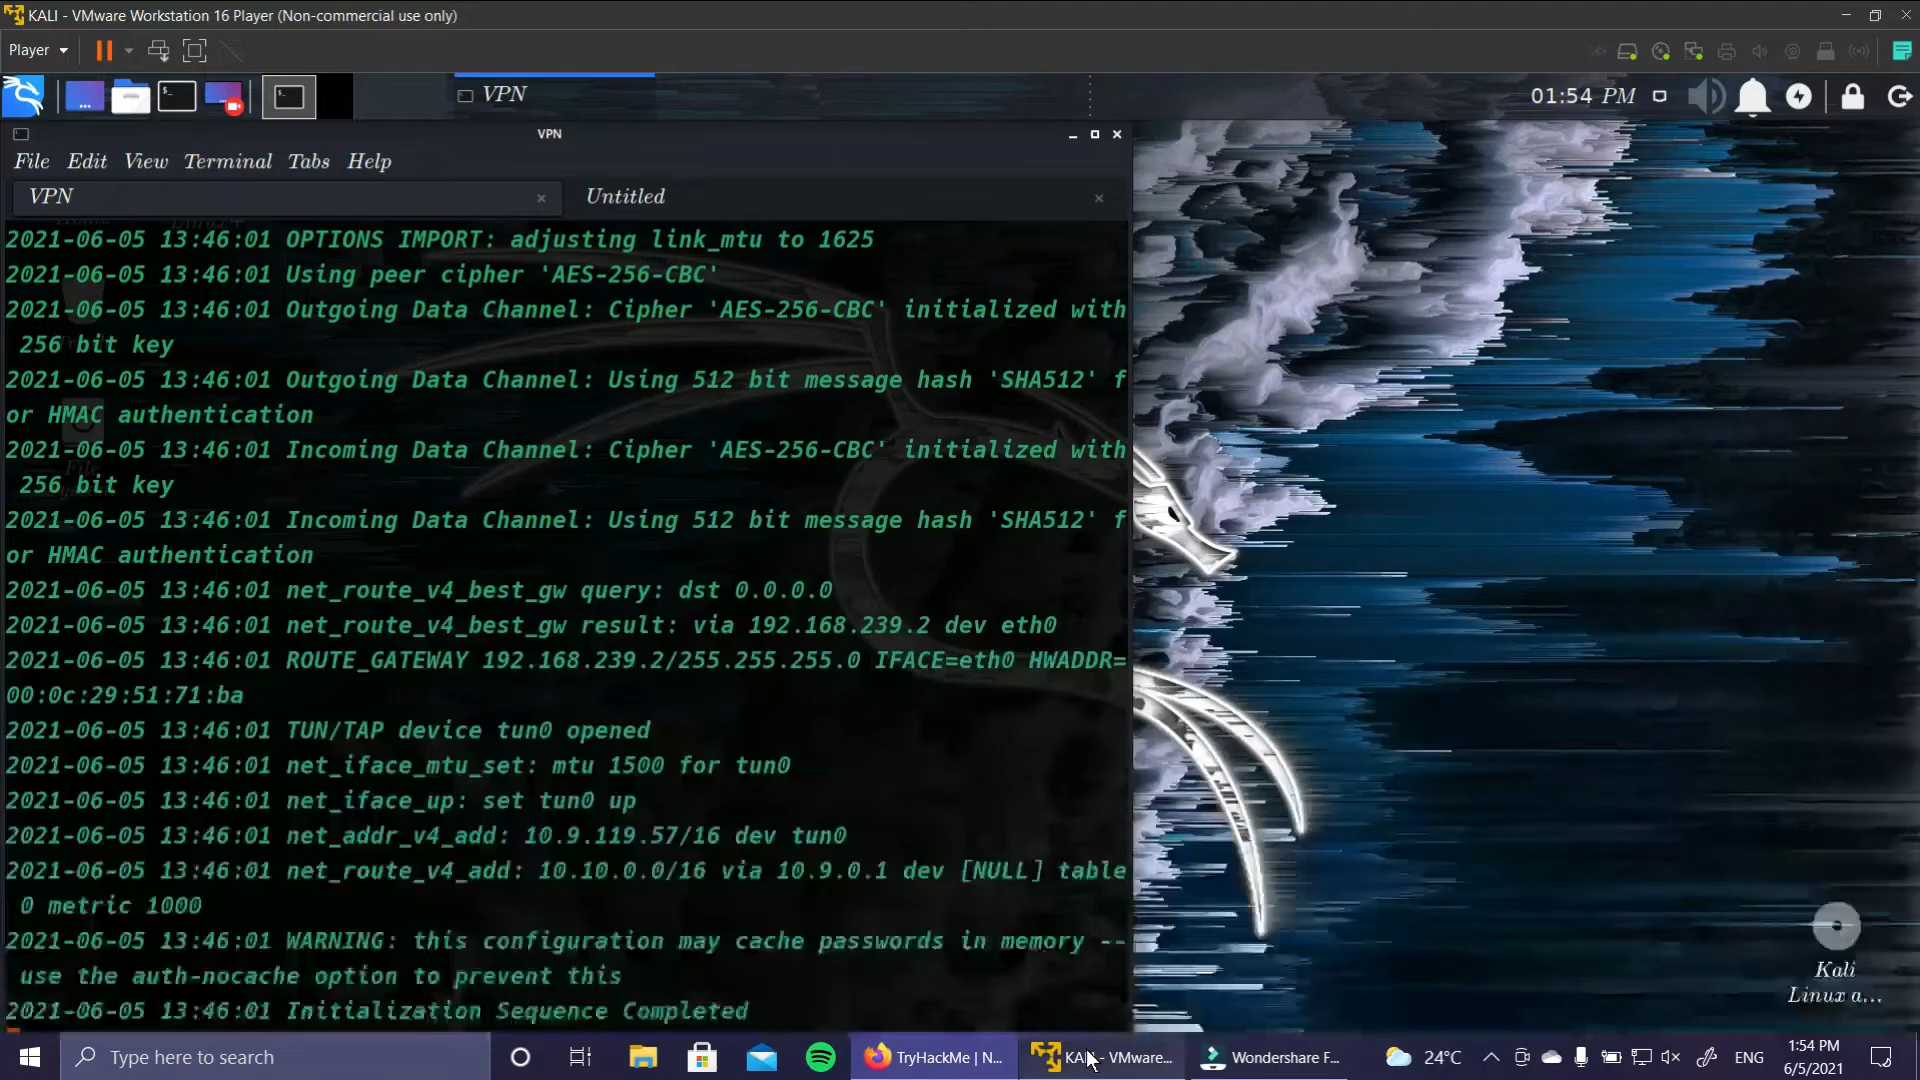 KALI - VMware Workstation 16 Player (Non-commercial use only)
Player
VPN
01:54 PM
VPN
File Edit View Terminal Tabs Help
VPN
Untitled
2021-06-05 13:46:01 OPTIONS IMPORT: adjusting link_mtu to 1625
2021-06-05 13:46:01 Using peer cipher 'AES-256-CBC'
2021-06-05 13:46:01 Outgoing Data Channel: Cipher 'AES-256-CBC' initialized with
256 bit key
2021-06-05 13:46:01 Outgoing Data Channel: Using 512 bit message hash 'SHA512' f
or HMAC authentication
2021-06-05 13:46:01 Incoming Data Channel: Cipher 'AES-256-CBC' initialized with
256 bit key
2021-06-05 13:46:01 Incoming Data Channel: Using 512 bit message hash 'SHA512' f
or HMAC authentication
2021-06-05 13:46:01 net_route_v4_best_gw query: dst 0.0.0.0
2021-06-05 13:46:01 net_route_v4_best_gw result: via 192.168.239.2 dev eth0
2021-06-05 13:46:01 ROUTE_GATEWAY 192.168.239.2/255.255.255.0 IFACE=eth0 HWADDR=
00:0c:29:51:71:ba
2021-06-05 13:46:01 TUN/TAP device tun0 opened
2021-06-05 13:46:01 net_iface_mtu_set: mtu 1500 for tun0
2021-06-05 13:46:01 net_iface_up: set tun0 up
2021-06-05 13:46:01 net_addr_v4_add: 10.9.119.57/16 dev tun0
2021-06-05 13:46:01 net_route_v4_add: 10.10.0.0/16 via 10.9.0.1 dev [NULL] table
0 metric 1000
2021-06-05 13:46:01 WARNING: this configuration may cache passwords in memory --
use the auth-nocache option to prevent this
2021-06-05 13:46:01 Initialization Sequence Completed
Kali
Linux a...
Type here to search
TryHackMe | N...
KALI - VMware...
Wondershare F...
24°C
ENG
1:54 PM
6/5/2021